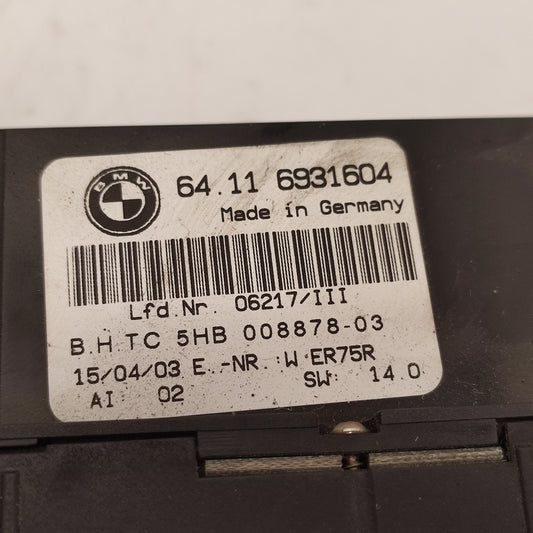 BMW
64.11 6931604
Made in Germany
Lfd.Nr. 06217/III
B.H TC 5HB 008878-03
15/04/03 E.-NR.:W ER75R
AI 02 SW: 14.0